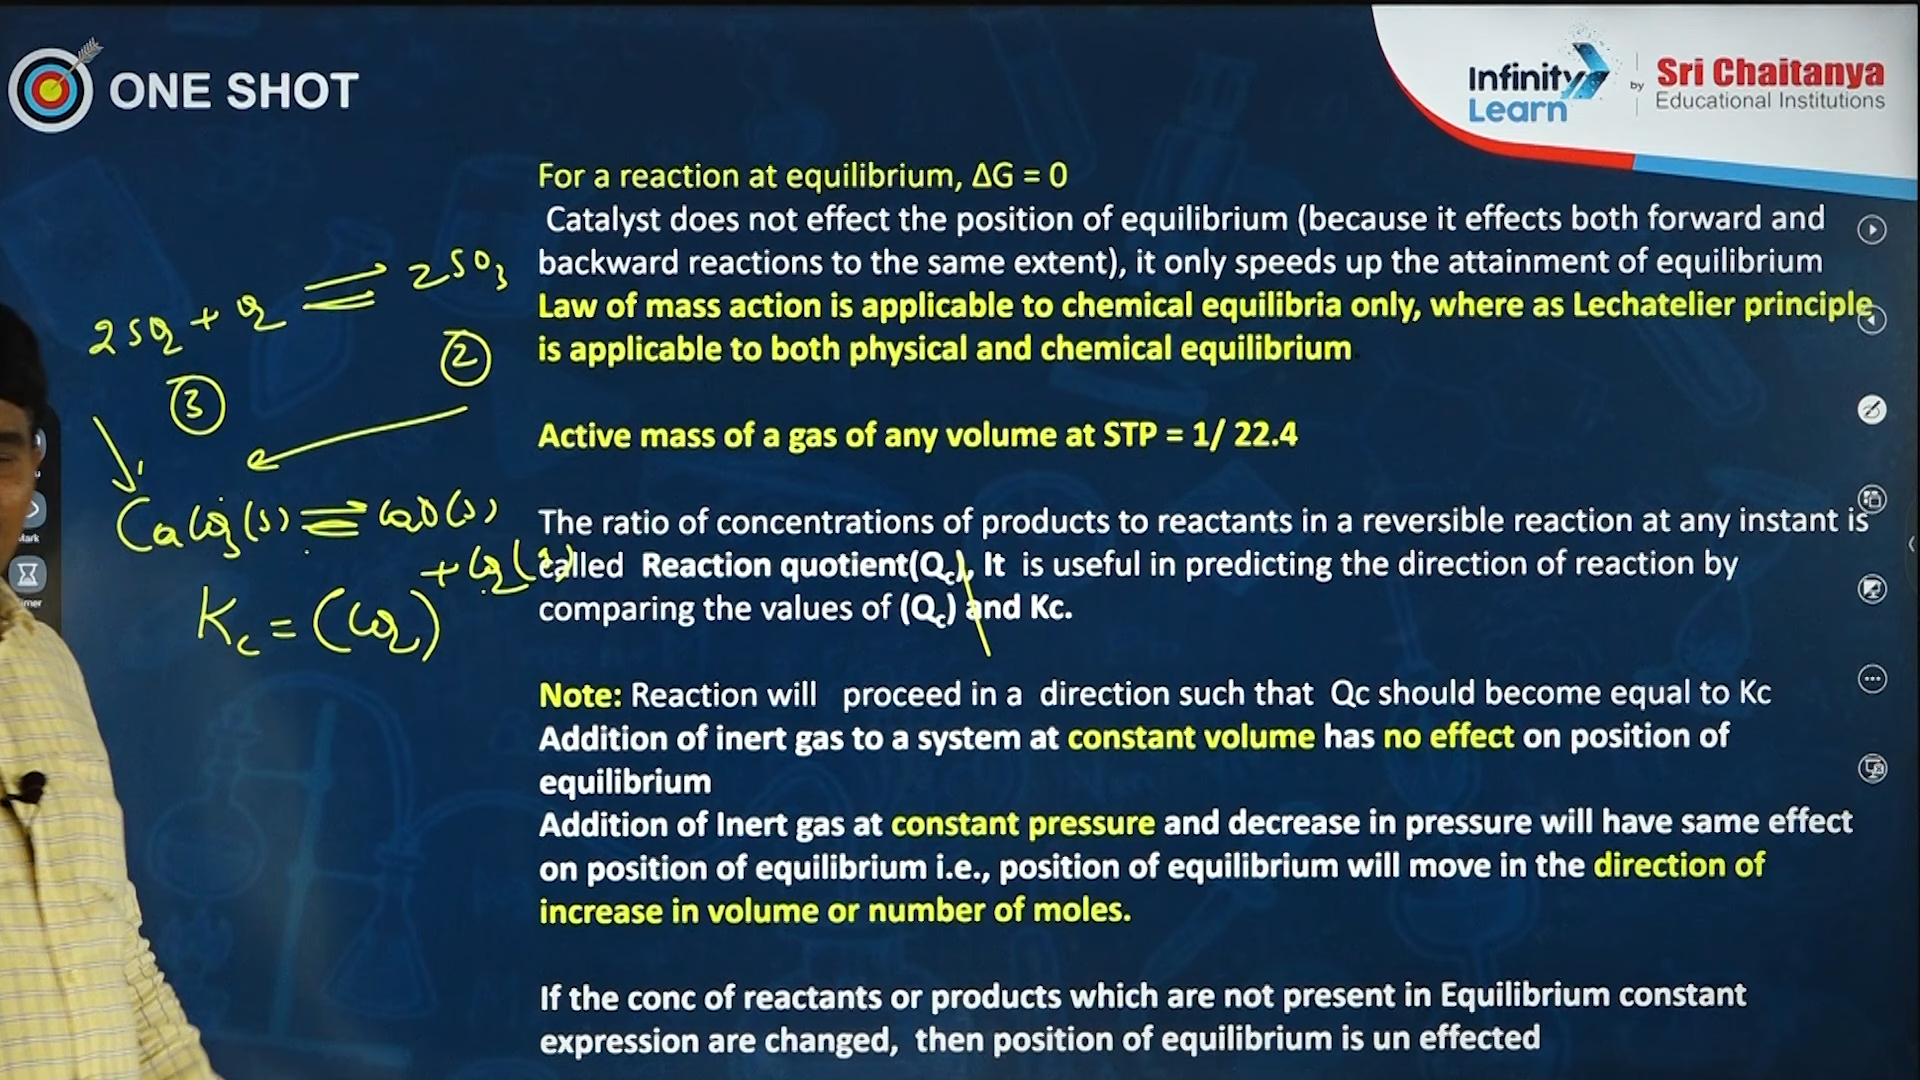 ONE SHOT
Infinity Learn
by
Sri Chaitanya
Educational Institutions
For a reaction at equilibrium, ΔG = 0
Catalyst does not effect the position of equilibrium (because it effects both forward and
backward reactions to the same extent), it only speeds up the attainment of equilibrium
Law of mass action is applicable to chemical equilibria only, where as Lechatelier principle
is applicable to both physical and chemical equilibrium
Active mass of a gas of any volume at STP = 1/ 22.4
The ratio of concentrations of products to reactants in a reversible reaction at any instant is
called Reaction quotient(Qc), It is useful in predicting the direction of reaction by
comparing the values of (Qc) and Kc.
Note: Reaction will proceed in a direction such that Qc should become equal to Kc
Addition of inert gas to a system at constant volume has no effect on position of
equilibrium
Addition of Inert gas at constant pressure and decrease in pressure will have same effect
on position of equilibrium i.e., position of equilibrium will move in the direction of
increase in volume or number of moles.
If the conc of reactants or products which are not present in Equilibrium constant
expression are changed, then position of equilibrium is un effected
2SO2 + O2 ⇌ 2SO3
3
2
CaCO3(s) ⇌ CaO(s)
+ CO2(g)
Kc = (CO2)